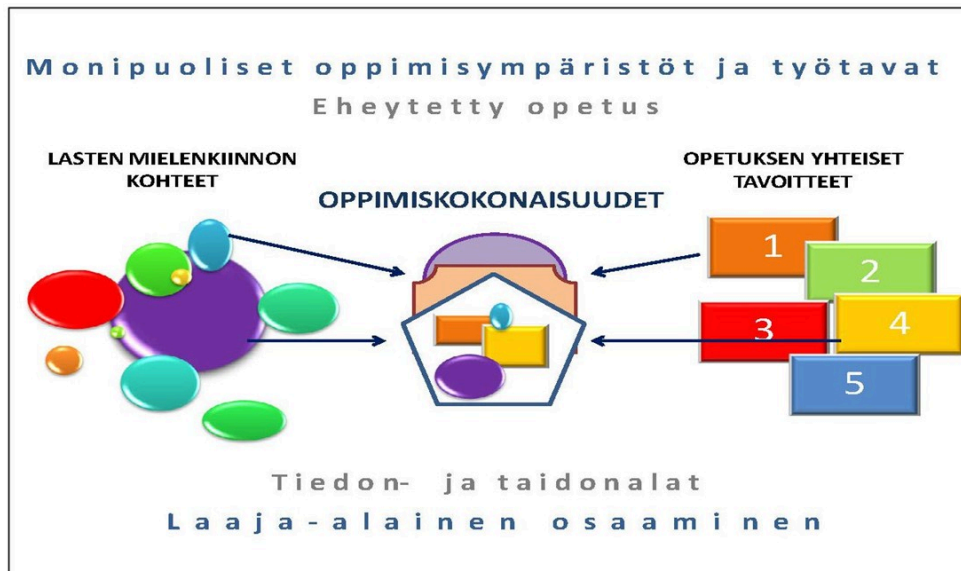 Monipuoliset oppimisympäristöt ja työtavat
Eheytetty opetus
LASTEN MIELENKIINNON
KOHTEET
OPPIMISKOKONAISUUDET
OPETUKSEN YHTEISET
TAVOITTEET
1
2
3
4
5
Tiedon- ja taidonalat
Laaja-alainen osaaminen